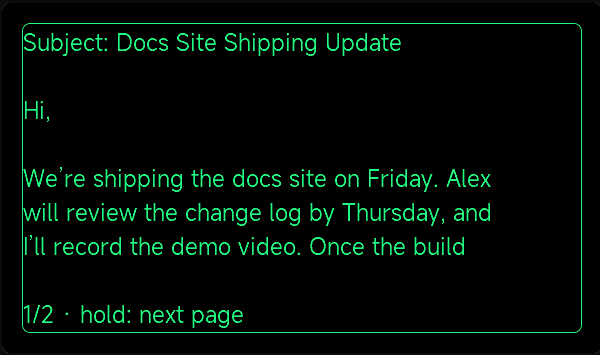 Subject: Docs Site Shipping Update
Hi,
We’re shipping the docs site on Friday. Alex
will review the change log by Thursday, and
I’ll record the demo video. Once the build
1/2 · hold: next page